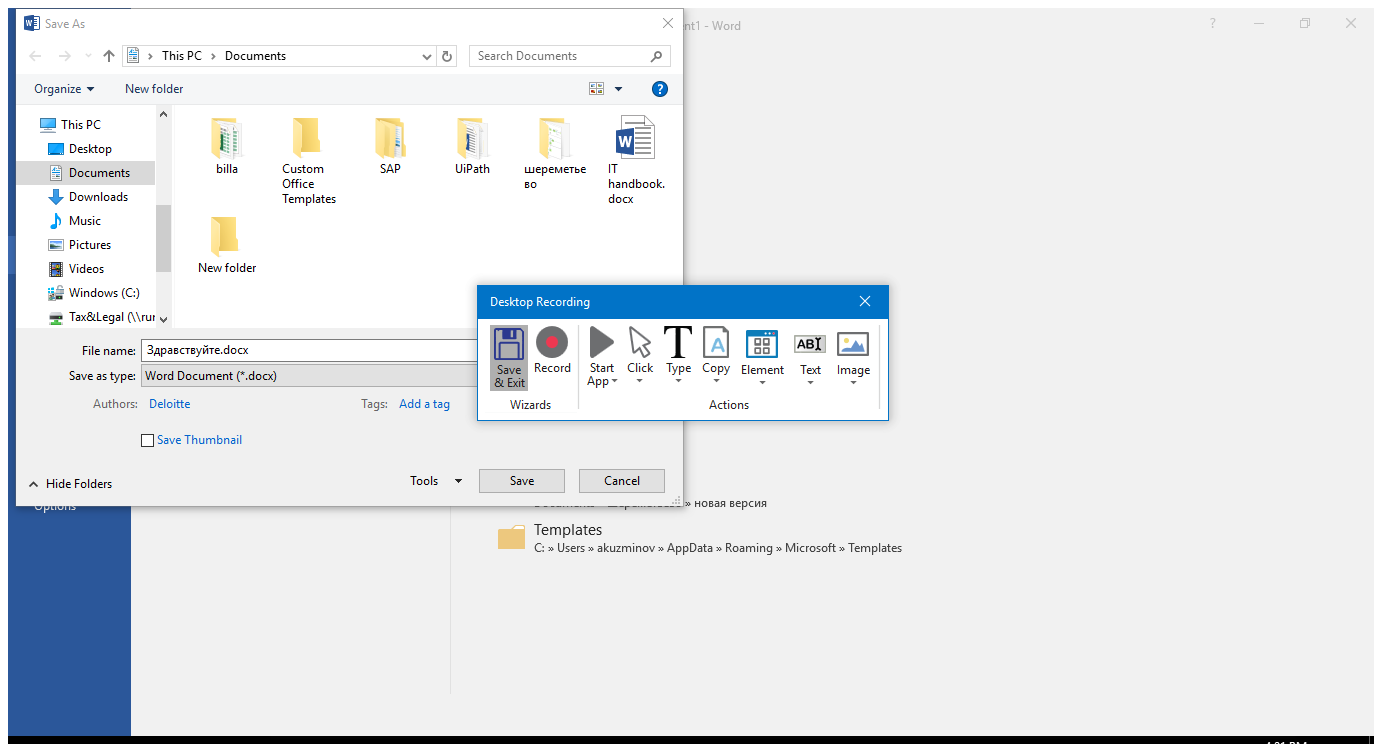 Save As
nt1 - Word
?
This PC > Documents
Search Documents
Organize
New folder
?
This PC
Desktop
Documents
Downloads
Music
Pictures
Videos
Windows (C:)
Tax&Legal (\\rur
billa
Custom
Office
Templates
SAP
UiPath
шереметье
во
IT
handbook.
docx
New folder
File name: Здравствуйте.docx
Save as type: Word Document (*.docx)
Authors: Deloitte
Tags: Add a tag
Save Thumbnail
Hide Folders
Tools
Save
Cancel
Desktop Recording
Save
& Exit
Record
Start
App
Click
Type
Copy
Element
Text
Image
Wizards
Actions
Options
» новая версия
Templates
C: » Users » akuzminov » AppData » Roaming » Microsoft » Templates